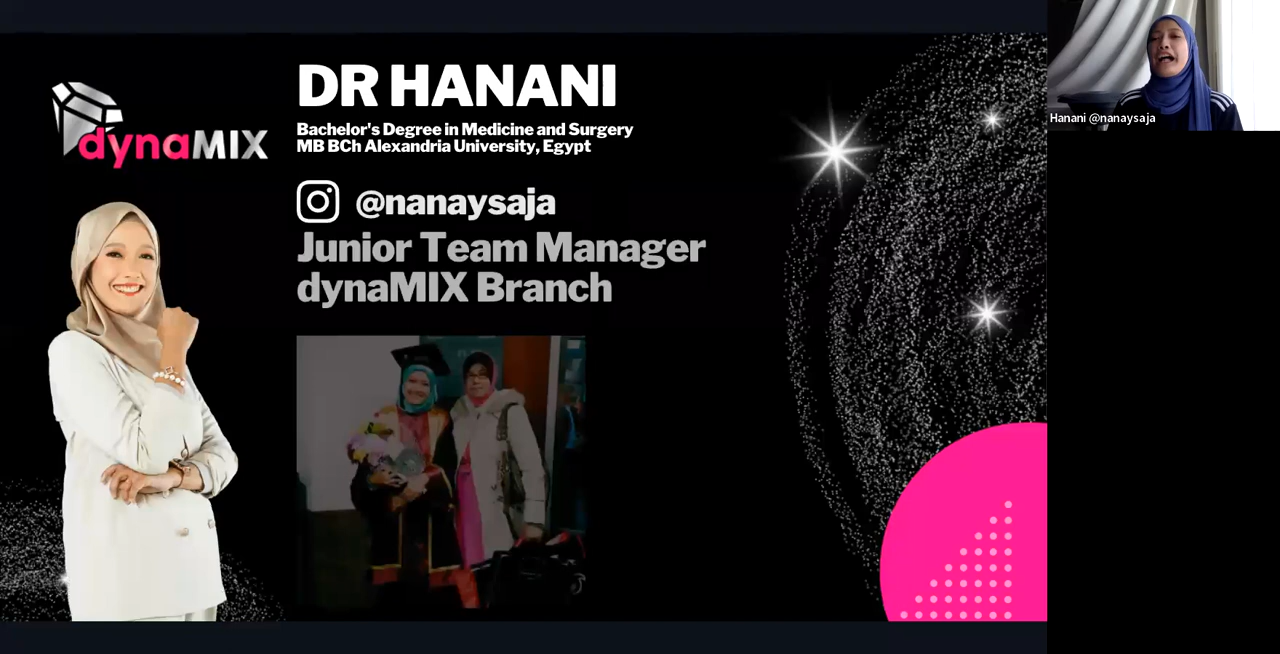 dynaMIX
DR HANANI
Bachelor's Degree in Medicine and Surgery
MB BCh Alexandria University, Egypt
@nanaysaja
Junior Team Manager
dynaMIX Branch
Hanani @nanaysaja